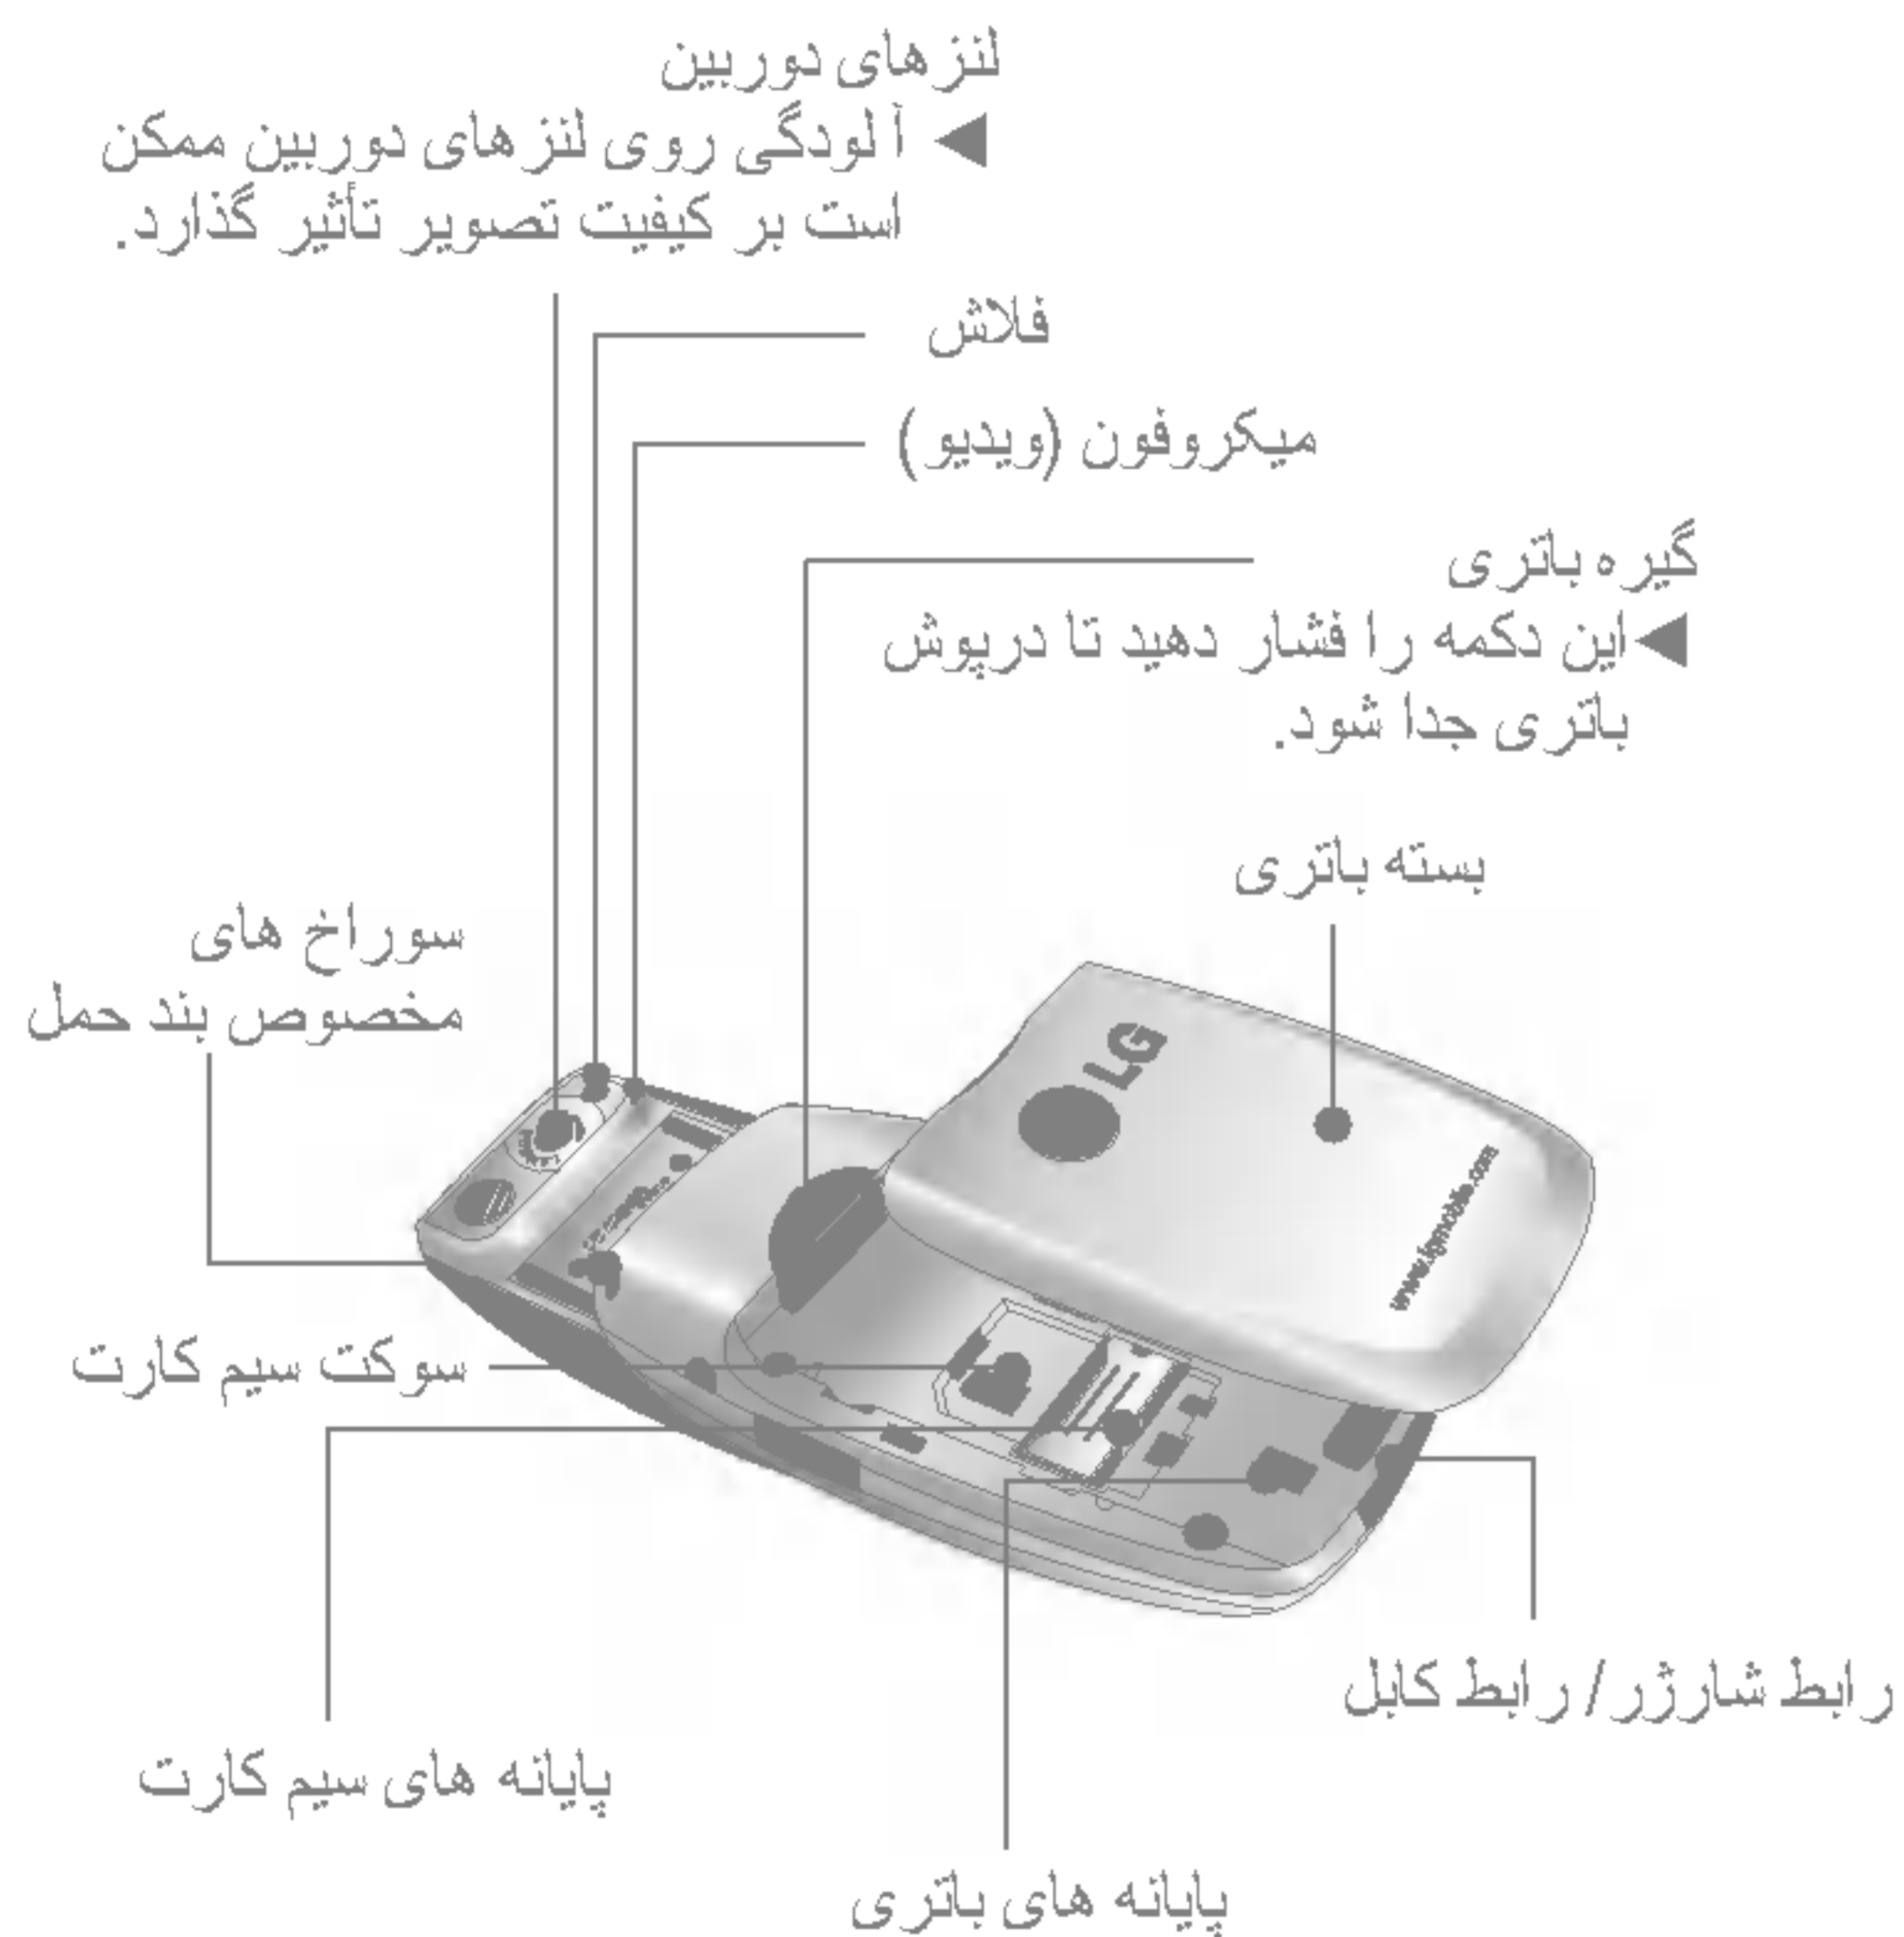 لنزهای دوربین
◀ آلودگی روی لنزهای دوربین ممکن
است بر کیفیت تصویر تأثیر گذارد.
فلاش
میکروفون (ویدیو)
گیره باتری
◀ این دکمه را فشار دهید تا درپوش
باتری جدا شود.
بسته باتری
سوراخ های
مخصوص بند حمل
LG
www.lgmobile.com
سوکت سیم کارت
رابط شارژر/ رابط کابل
پایانه های سیم کارت
پایانه های باتری